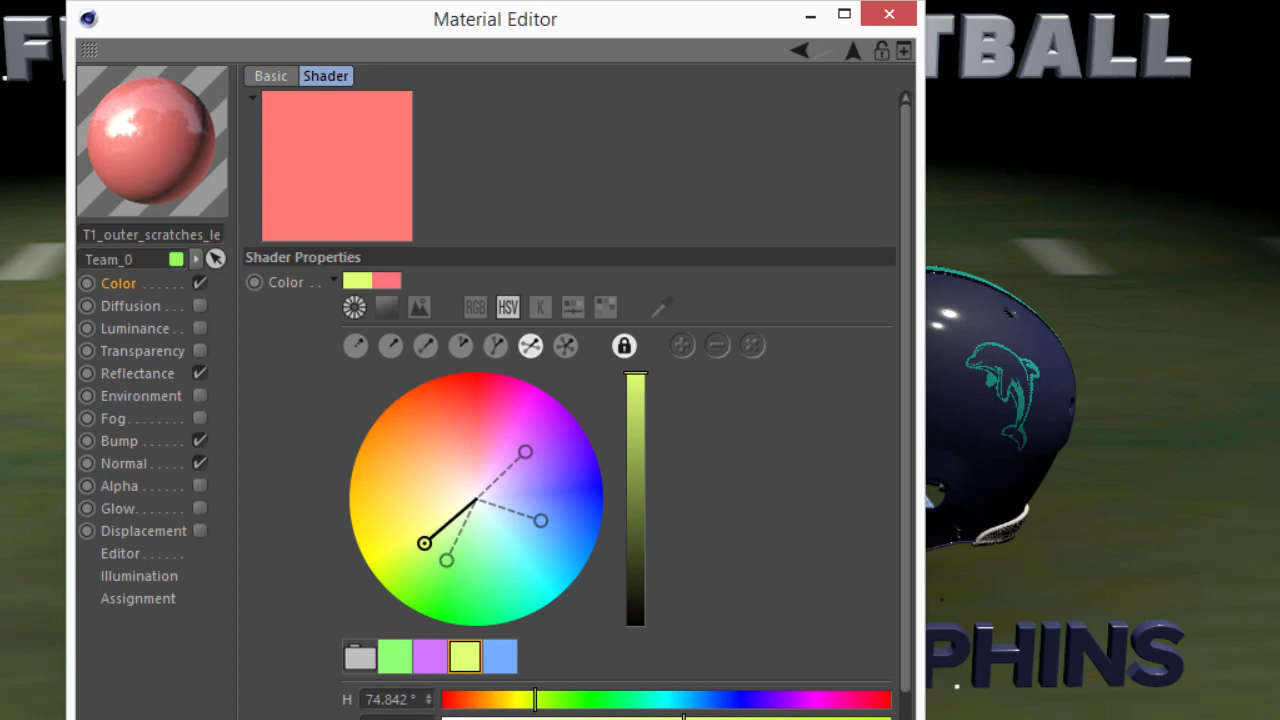 Material Editor
F TBALL
Basic Shader
T1_outer_scratches_le
Team_0
Shader Properties
Color . . . . . .
Color . .
Diffusion . . .
RGB HSV K
Luminance . .
Transparency
Reflectance
Environment
Fog . . . . . . .
Bump . . . . .
Normal . . . . .
Alpha . . . . . .
Glow. . . . . . .
Displacement
Editor . . . . . .
Illumination
Assignment
PHINS
H 74.842 °